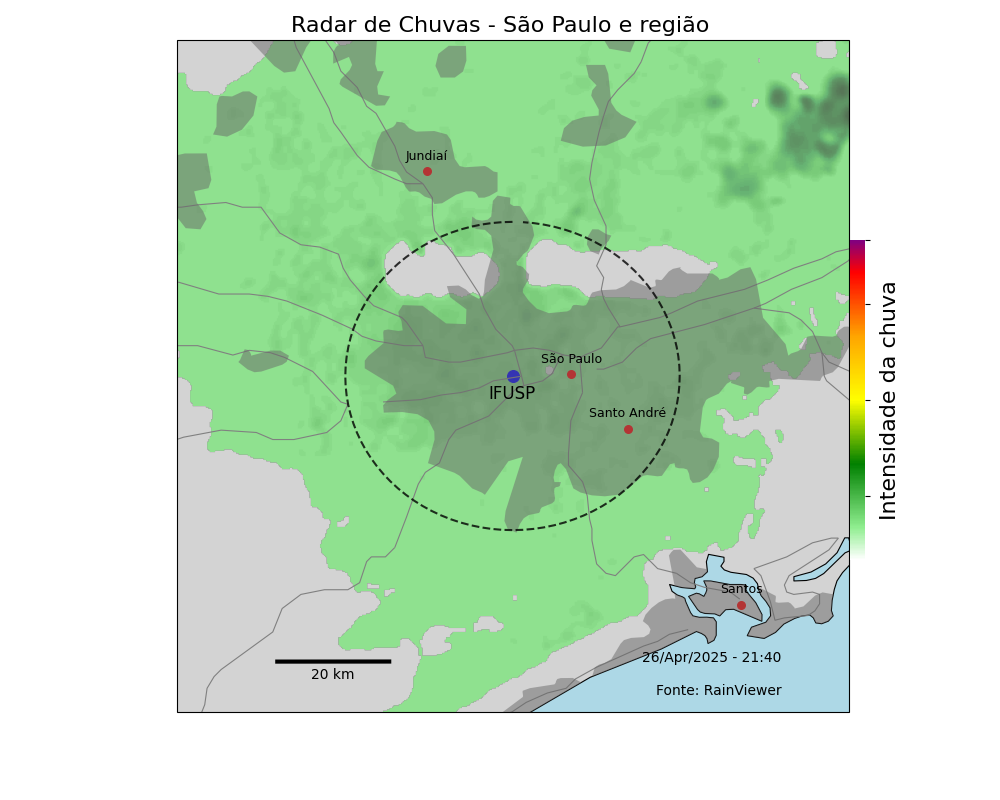 Radar de Chuvas - São Paulo e região
Jundiaí
São Paulo
IFUSP
Santo André
Santos
26/Apr/2025 - 21:40
20 km
Fonte: RainViewer
Intensidade da chuva